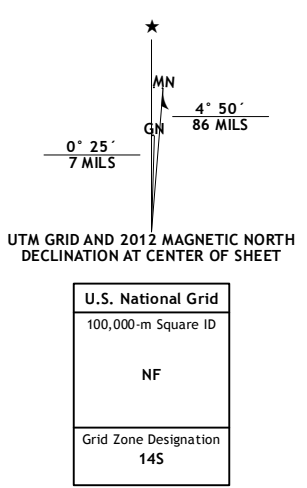 ★
MN
4° 50´
86 MILS
GN
0° 25´
7 MILS
UTM GRID AND 2012 MAGNETIC NORTH
DECLINATION AT CENTER OF SHEET
U.S. National Grid
100,000-m Square ID
NF
Grid Zone Designation
14S